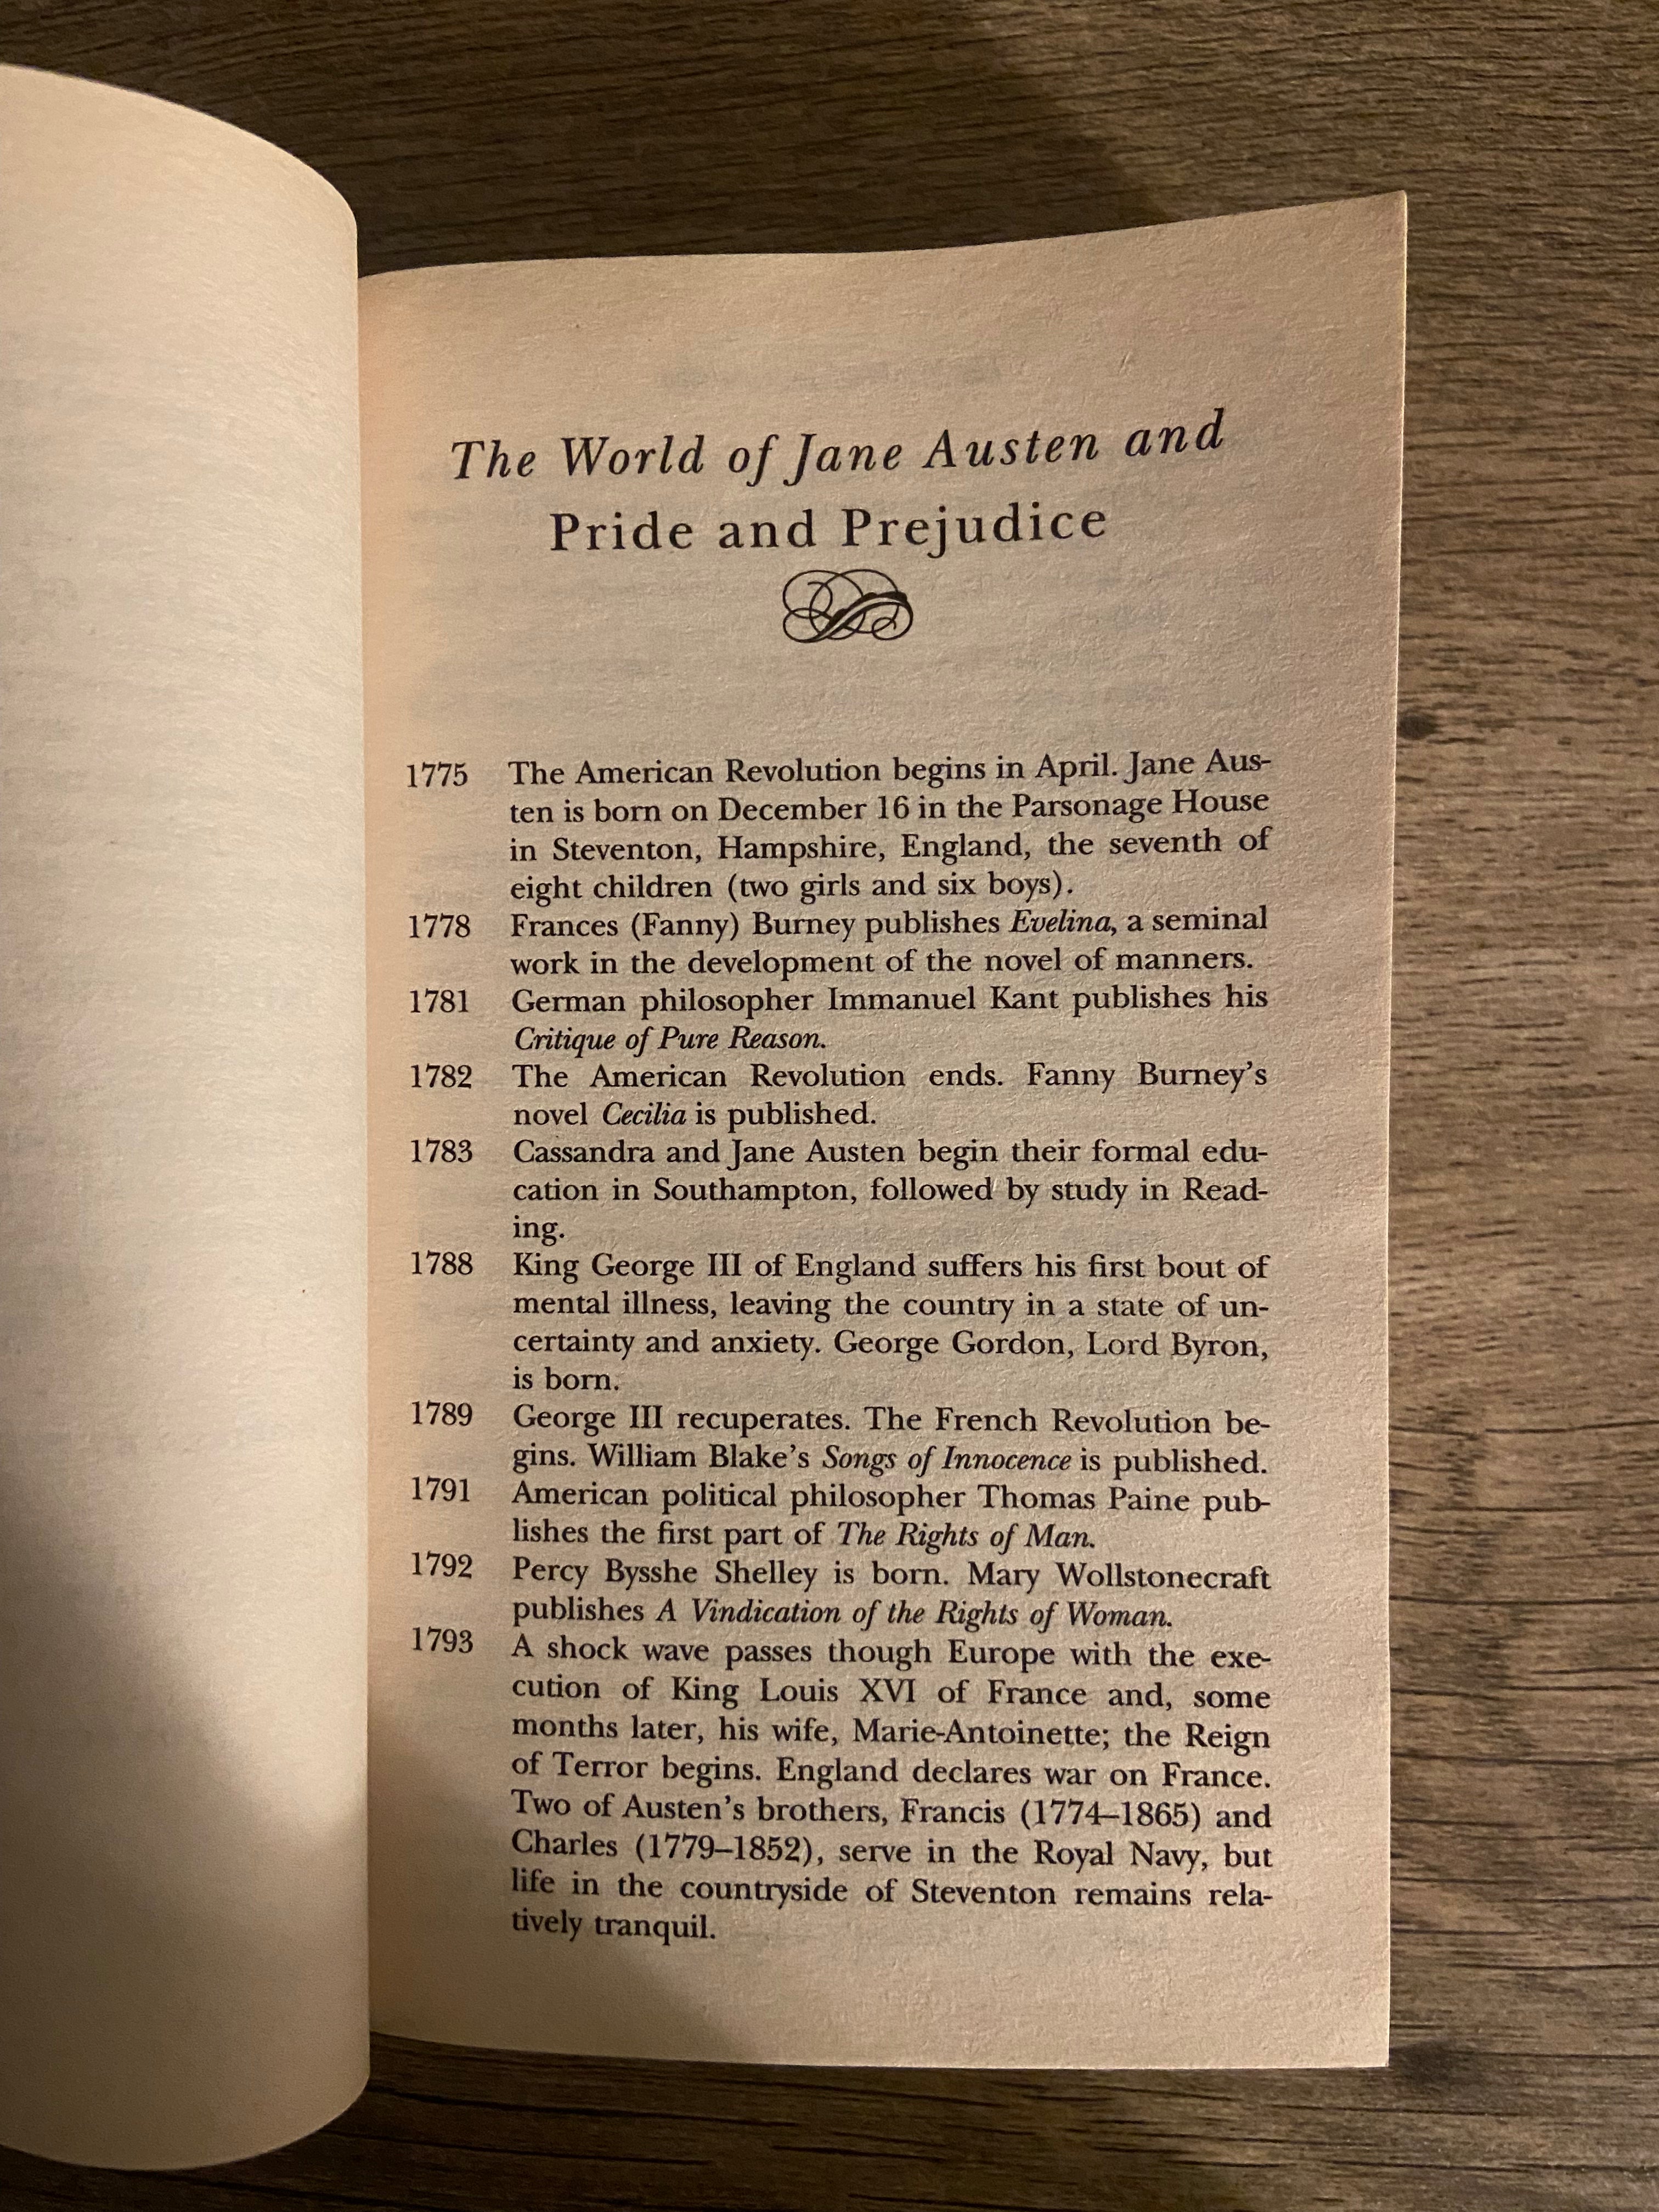 The World of Jane Austen and
Pride and Prejudice
1775 The American Revolution begins in April. Jane Aus-
ten is born on December 16 in the Parsonage House
in Steventon, Hampshire, England, the seventh of
eight children (two girls and six boys).
1778 Frances (Fanny) Burney publishes Evelina, a seminal
work in the development of the novel of manners.
1781 German philosopher Immanuel Kant publishes his
Critique of Pure Reason.
1782 The American Revolution ends. Fanny Burney’s
novel Cecilia is published.
1783 Cassandra and Jane Austen begin their formal edu-
cation in Southampton, followed by study in Read-
ing.
1788 King George III of England suffers his first bout of
mental illness, leaving the country in a state of un-
certainty and anxiety. George Gordon, Lord Byron,
is born.
1789 George III recuperates. The French Revolution be-
gins. William Blake’s Songs of Innocence is published.
1791 American political philosopher Thomas Paine pub-
lishes the first part of The Rights of Man.
1792 Percy Bysshe Shelley is born. Mary Wollstonecraft
publishes A Vindication of the Rights of Woman.
1793 A shock wave passes though Europe with the exe-
cution of King Louis XVI of France and, some
months later, his wife, Marie-Antoinette; the Reign
of Terror begins. England declares war on France.
Two of Austen’s brothers, Francis (1774–1865) and
Charles (1779–1852), serve in the Royal Navy, but
life in the countryside of Steventon remains rela-
tively tranquil.